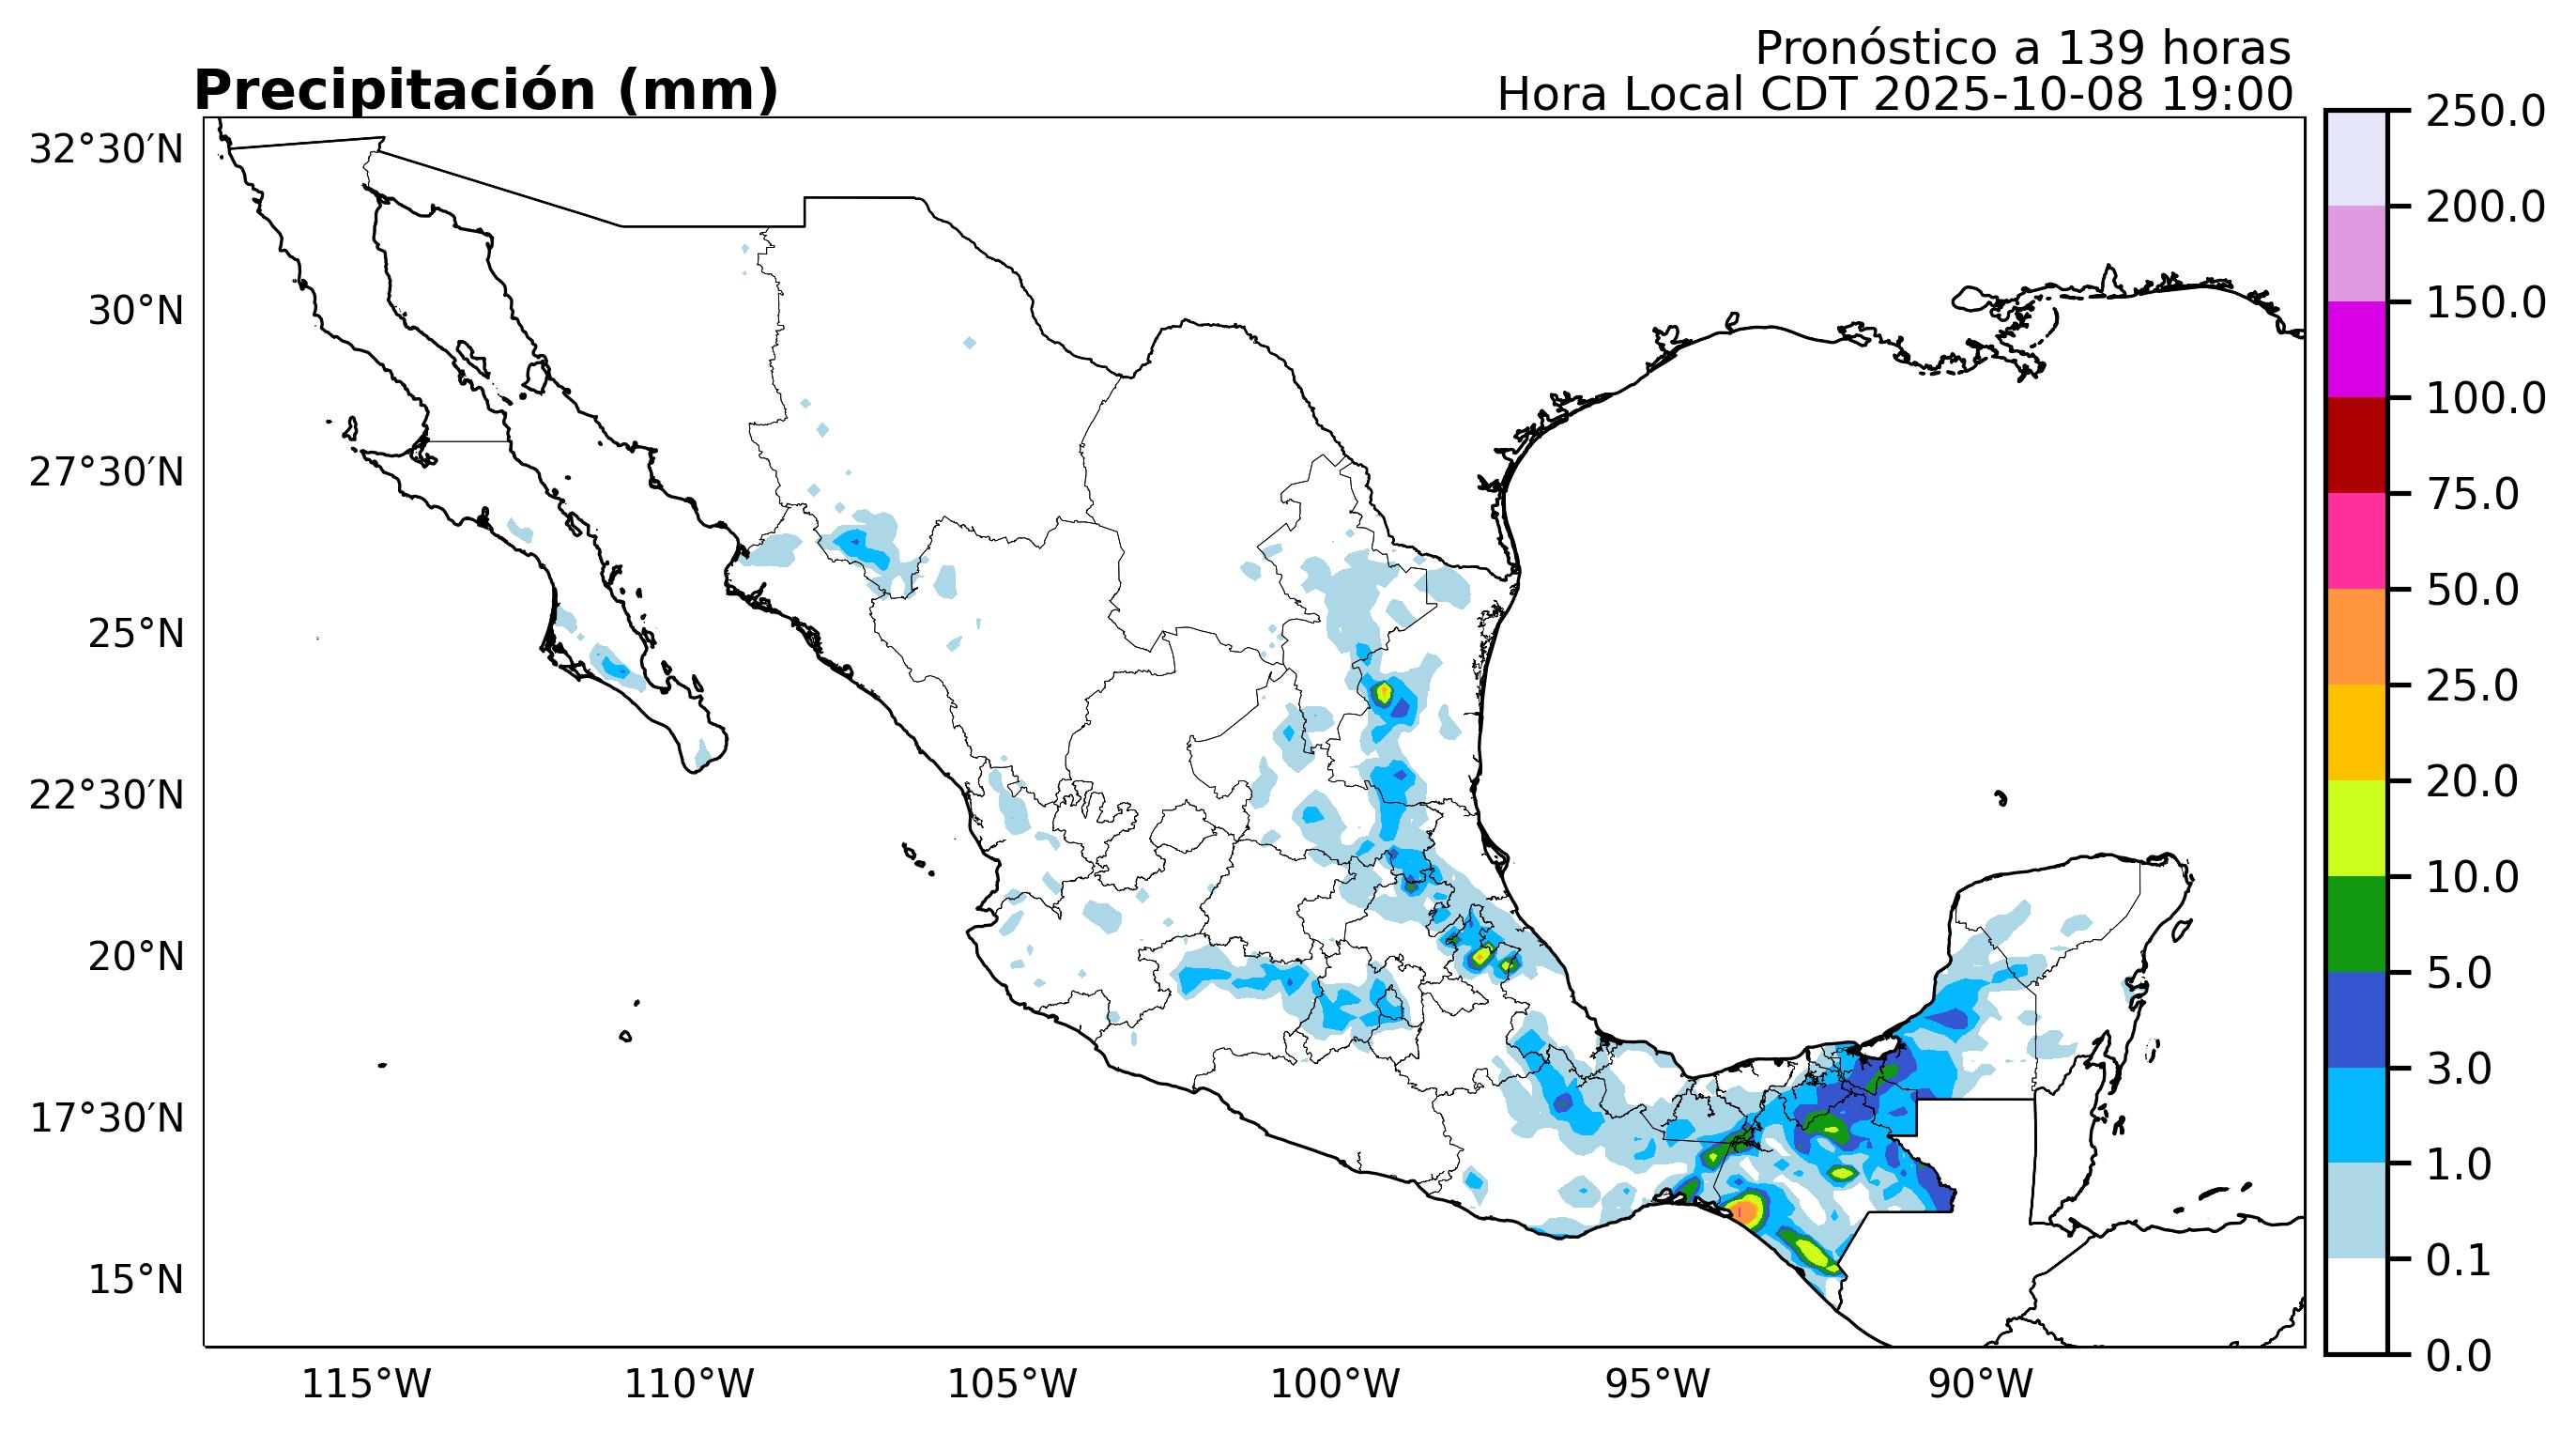 Pronóstico a 139 horas
Precipitación (mm)
Hora Local CDT 2025-10-08 19:00
32°30′N
30°N
27°30′N
25°N
22°30′N
20°N
17°30′N
15°N
115°W
110°W
105°W
100°W
95°W
90°W
250.0
200.0
150.0
100.0
75.0
50.0
25.0
20.0
10.0
5.0
3.0
1.0
0.1
0.0